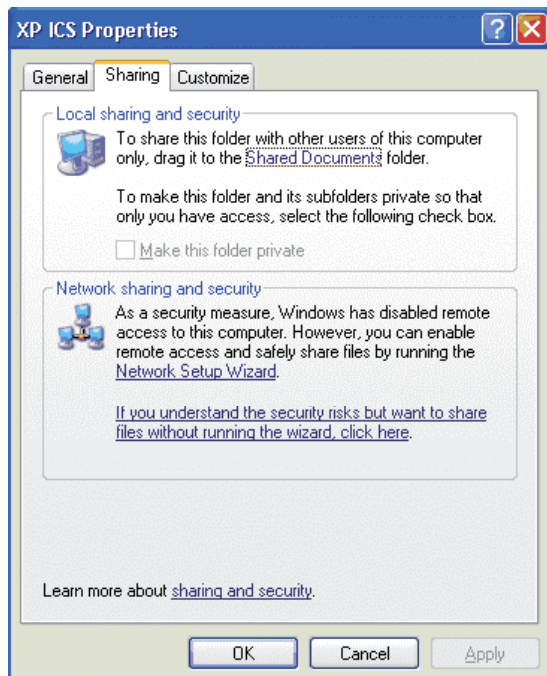 XP ICS Properties
General Sharing Customize
Local sharing and security
To share this folder with other users of this computer
only, drag it to the Shared Documents folder.
To make this folder and its subfolders private so that
only you have access, select the following check box.
Make this folder private
Network sharing and security
As a security measure, Windows has disabled remote
access to this computer. However, you can enable
remote access and safely share files by running the
Network Setup Wizard.
If you understand the security risks but want to share
files without running the wizard, click here.
Learn more about sharing and security.
OK Cancel Apply